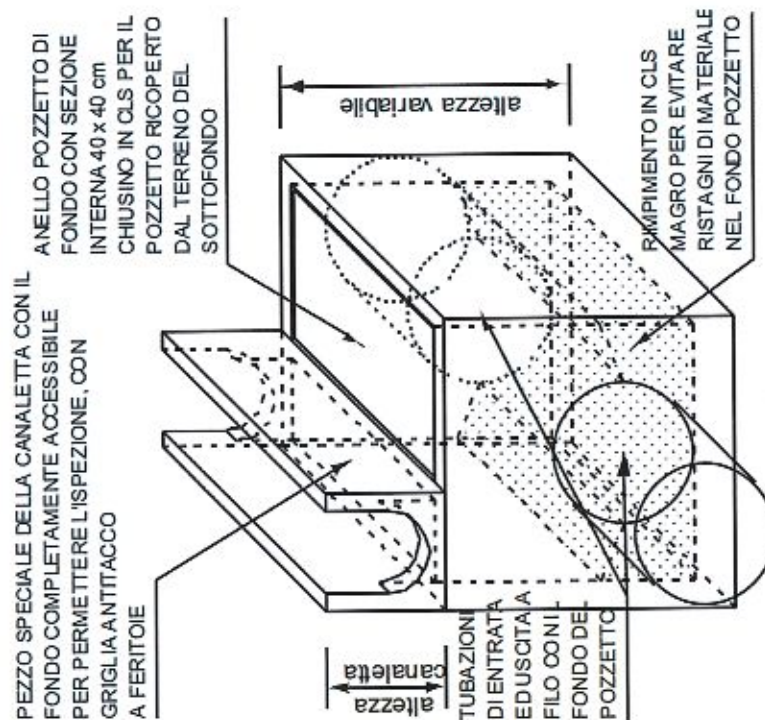 PEZZO SPECIALE DELLA CANALETTA CON IL
FONDO COMPLETAMENTE ACCESSIBILE
PER PERMETTERE L'ISPEZIONE, CON
GRIGLIA ANTITACCO
A FERITOIE
ANELLO POZZETTO DI
FONDO CON SEZIONE
INTERNA 40 x 40 cm
CHIUSINO IN CLS PER IL
POZZETTO RICOPERTO
DAL TERRENO DEL
SOTTOFONDO
altezza variabile
altezza
canaletta
TUBAZIONI
DI ENTRATA
ED USCITA A
FILO CON IL
FONDO DEL
POZZETTO
RIMPIMENTO IN CLS
MAGRO PER EVITARE
RISTAGNI DI MATERIALE
NEL FONDO POZZETTO